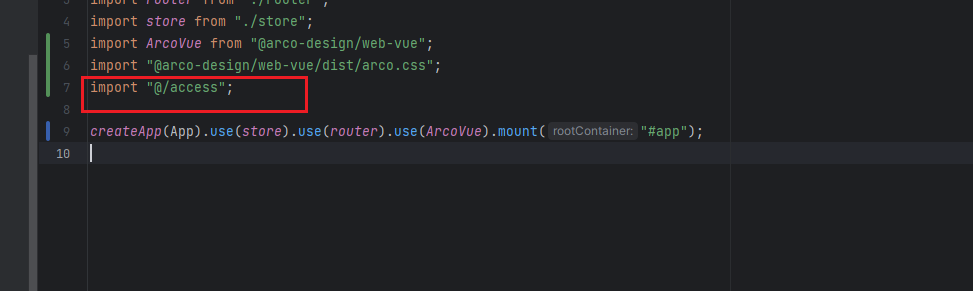 3 import router from "./router";
4 import store from "./store";
5 import ArcoVue from "@arco-design/web-vue";
6 import "@arco-design/web-vue/dist/arco.css";
7 import "@/access";
8
9 createApp(App).use(store).use(router).use(ArcoVue).mount( rootContainer: "#app");
10